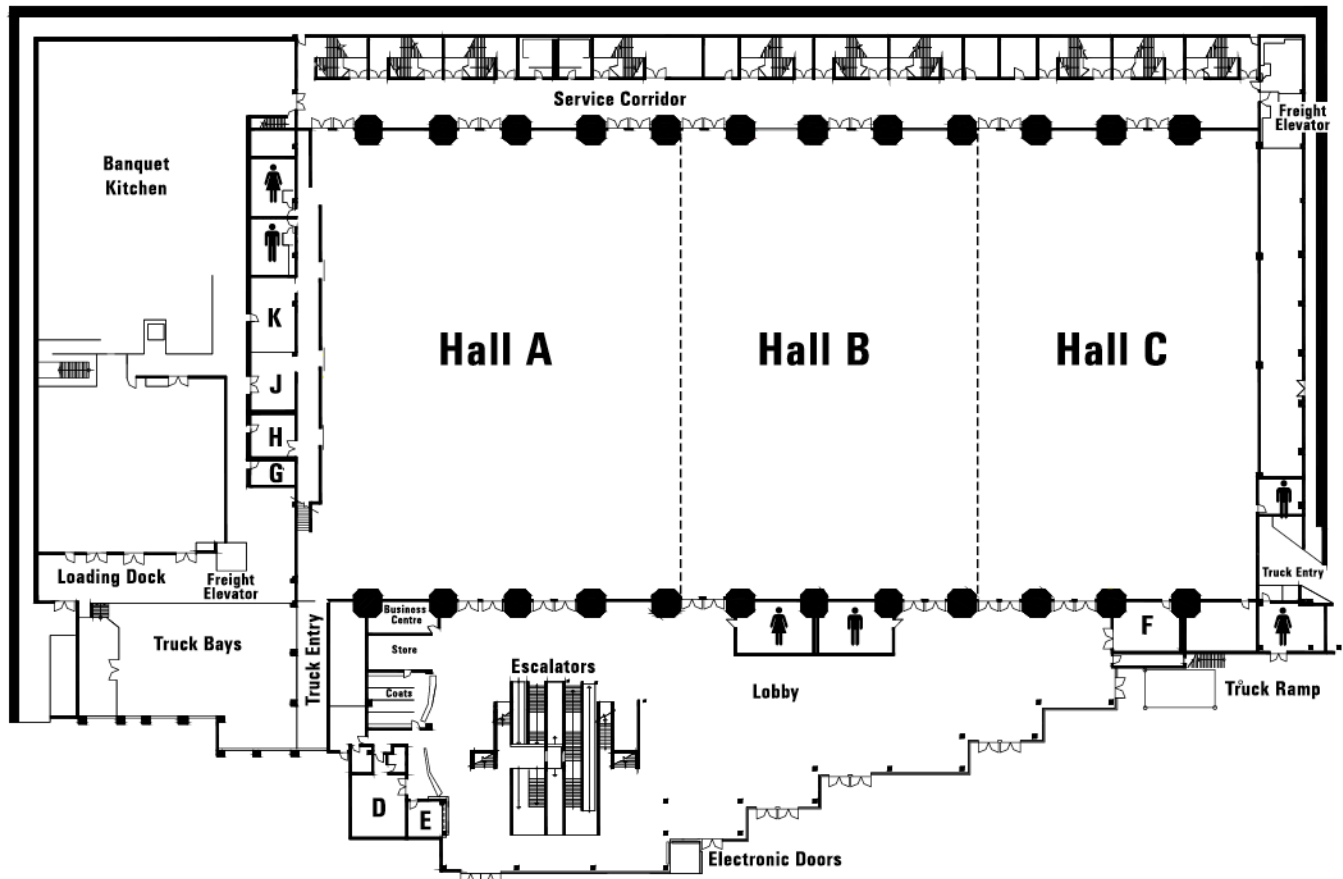 Service Corridor
Freight
Elevator
Banquet
Kitchen
K
Hall A
Hall B
Hall C
J
H
G
Loading Dock
Freight
Elevator
Truck Entry
Business
Centre
Truck Bays
Truck Entry
Store
F
Escalators
Coats
Lobby
Truck Ramp
D
E
Electronic Doors